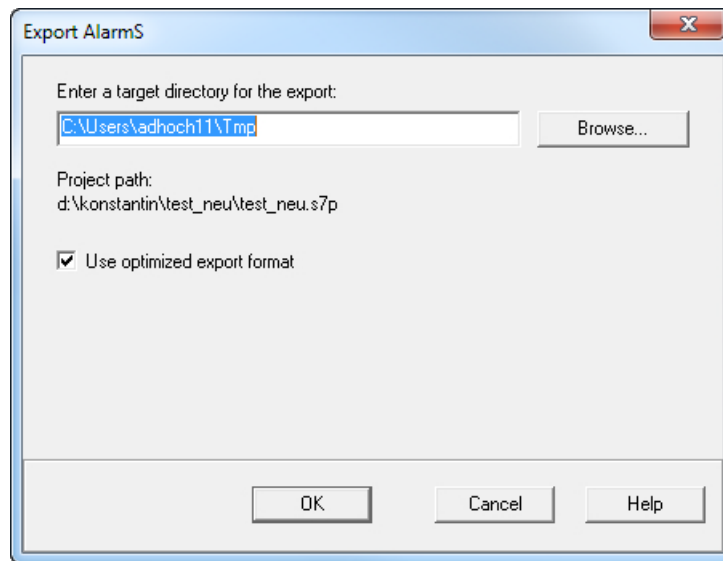 Export AlarmS
Enter a target directory for the export:
C:\Users\adhoch11\Tmp
Browse...
Project path:
d:\konstantin\test_neu\test_neu.s7p
Use optimized export format
OK
Cancel
Help